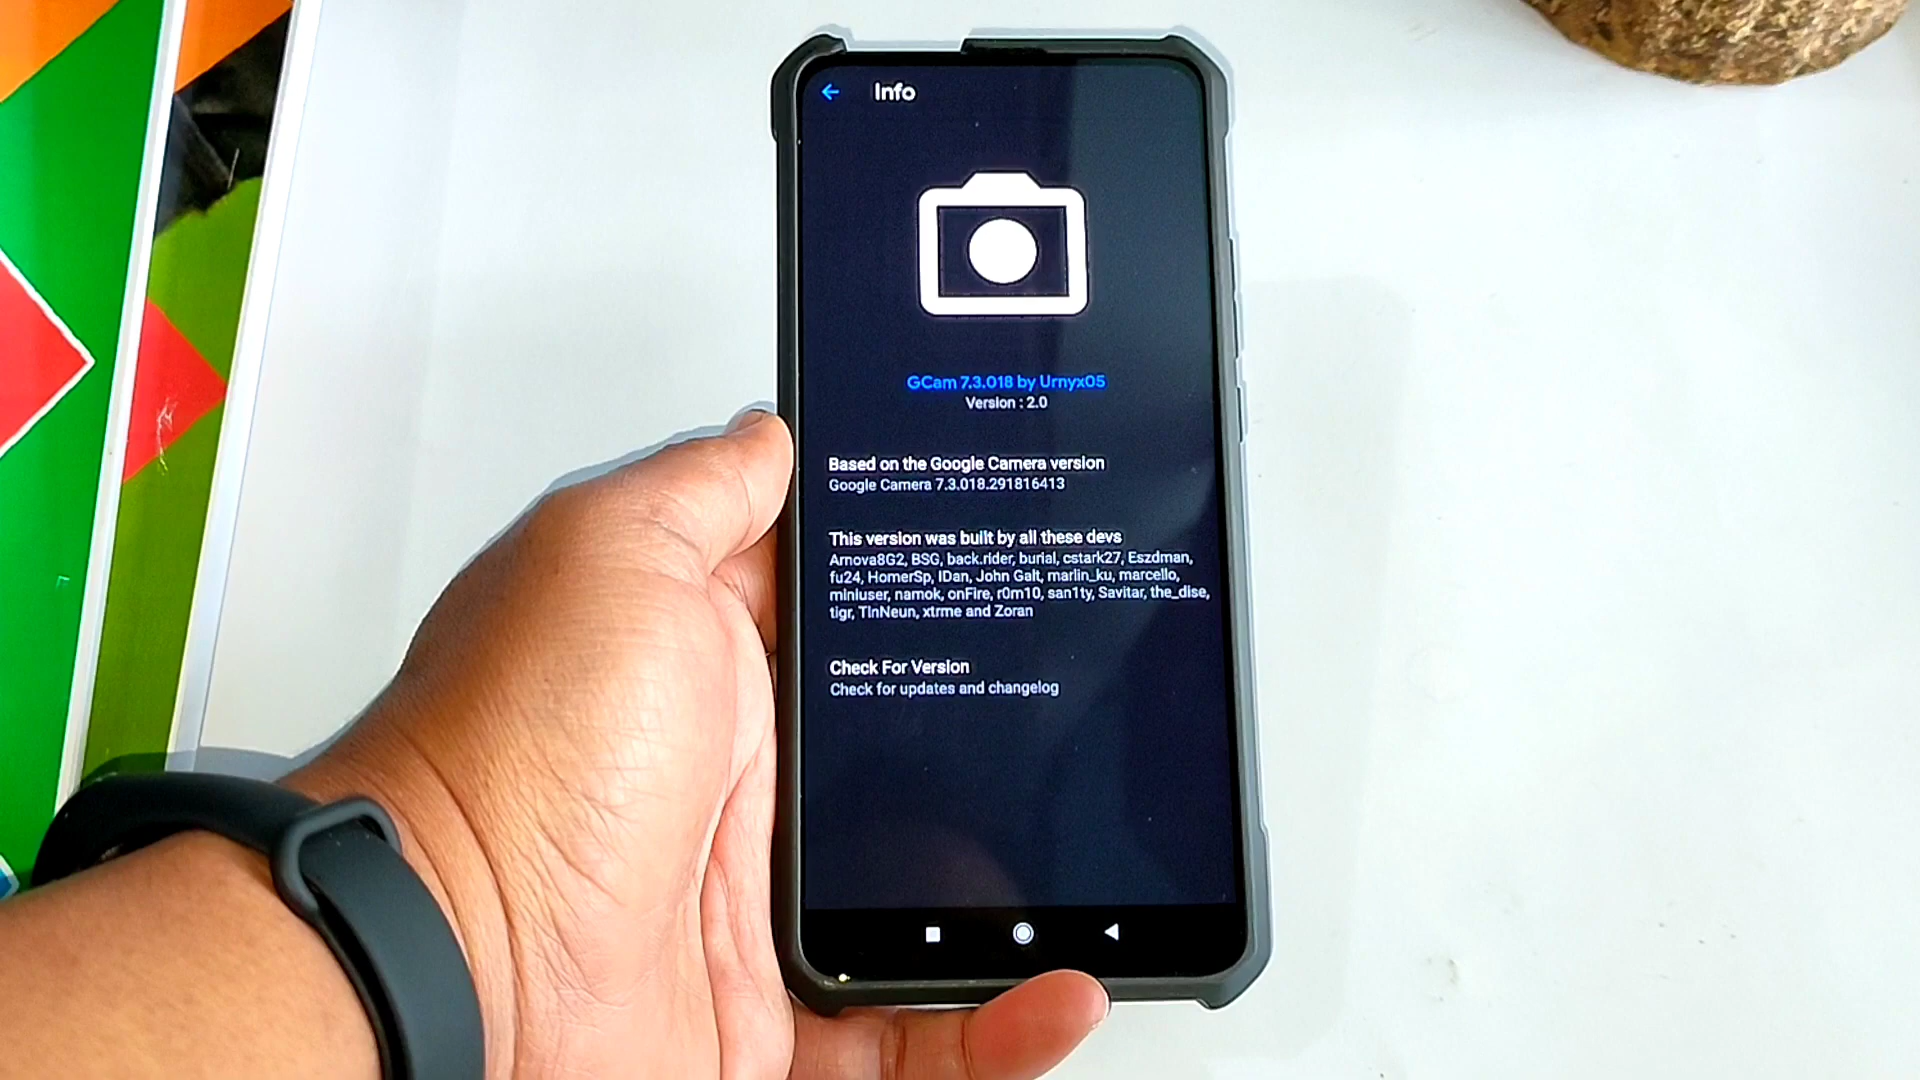 Info
GCam 7.3.018 by Urnyx05
Version : 2.0
Based on the Google Camera version
Google Camera 7.3.018.291816413
This version was built by all these devs
Arnova8G2, BSG, back.rider, burial, cstark27, Eszdman,
fu24, HomerSp, IDan, John Galt, marlin_ku, marcello,
miniuser, namok, onFire, r0m10, san1ty, Savitar, the_dise,
tigr, TlnNeun, xtrme and Zoran
Check For Version
Check for updates and changelog